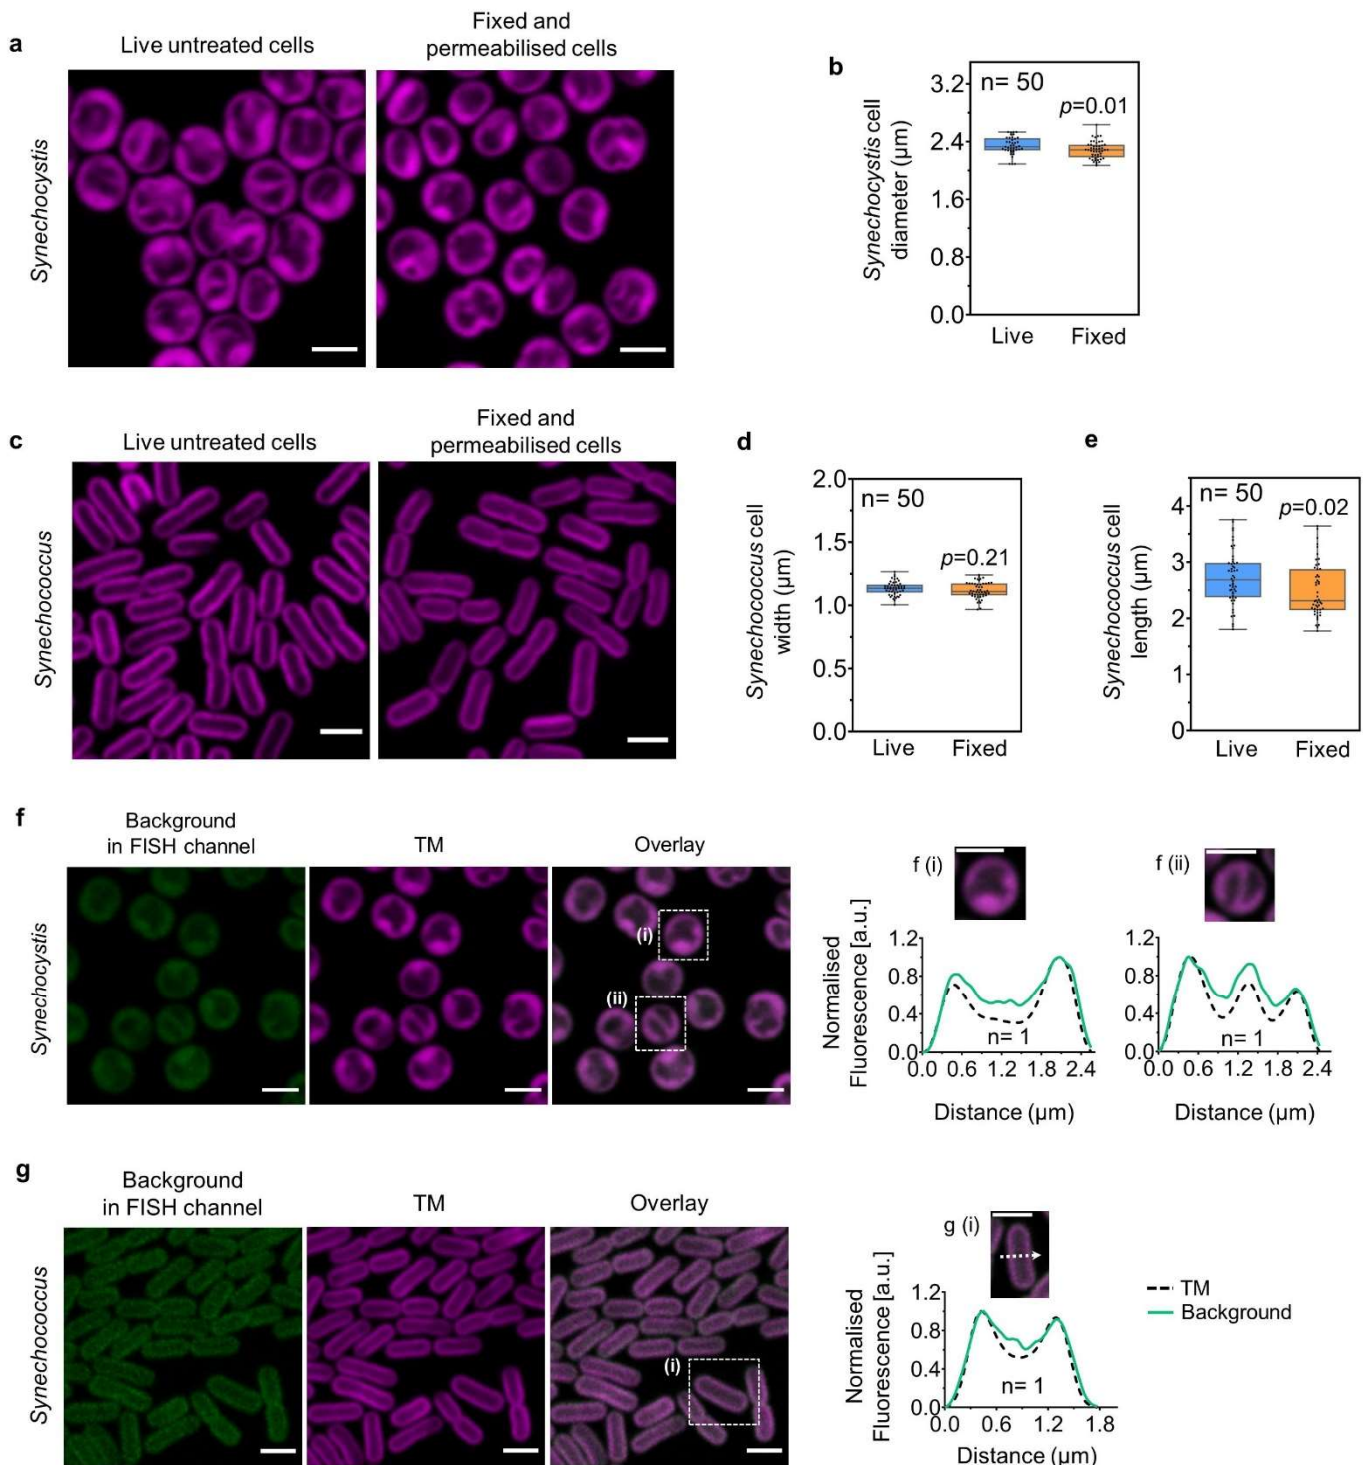 a
Live untreated cells
Fixed and
permeabilised cells
Synechocystis
b
n= 50
p=0.01
Synechocystis cell
diameter (µm)
3.2
2.4
1.6
0.8
0.0
Live
Fixed
c
Live untreated cells
Fixed and
permeabilised cells
Synechococcus
d
n= 50
p=0.21
Synechococcus cell
width (µm)
2.0
1.5
1.0
0.5
0.0
Live
Fixed
e
n= 50
p=0.02
Synechococcus cell
length (µm)
4
3
2
1
0
Live
Fixed
f
Background
in FISH channel
TM
Overlay
Synechocystis
(i)
(ii)
f (i)
Normalised
Fluorescence [a.u.]
1.2
0.8
0.4
0.0
n= 1
0.0 0.6 1.2 1.8 2.4
Distance (µm)
f (ii)
1.2
0.8
0.4
0.0
n= 1
0.0 0.6 1.2 1.8 2.4
Distance (µm)
g
Background
in FISH channel
TM
Overlay
Synechococcus
(i)
g (i)
Normalised
Fluorescence [a.u.]
1.2
0.8
0.4
0.0
n= 1
0.0 0.6 1.2 1.8
Distance (µm)
TM
Background